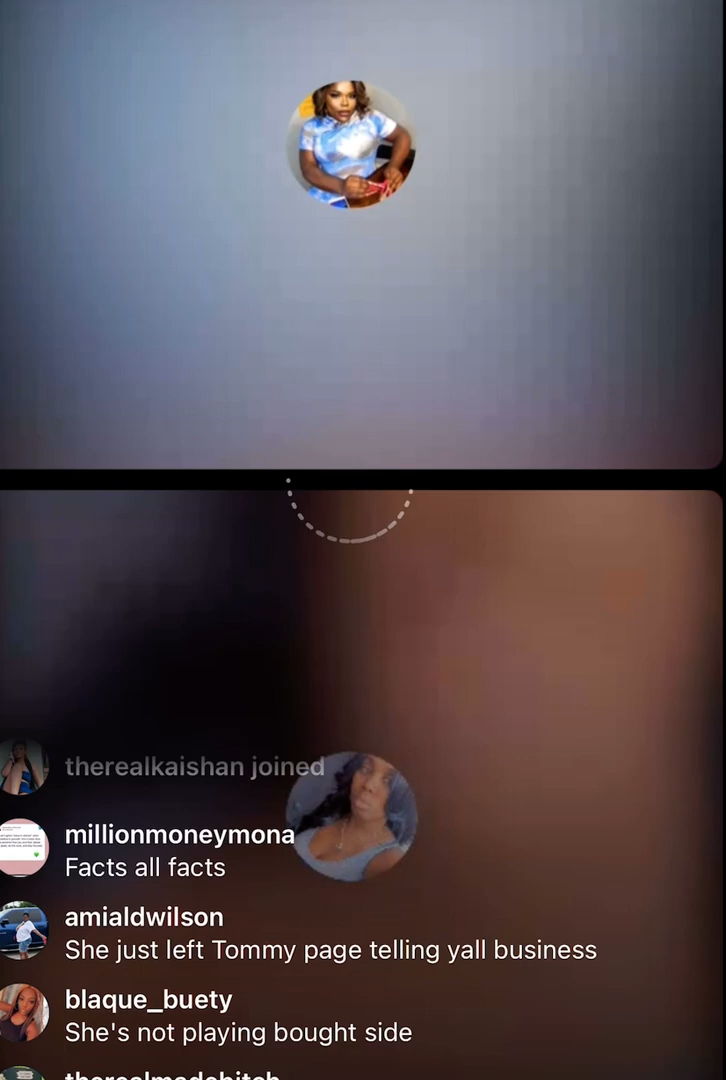 therealkaishan joined
millionmoneymona
Facts all facts
amialdwilson
She just left Tommy page telling yall business
blaque_buety
She's not playing bought side
therealmadebitch